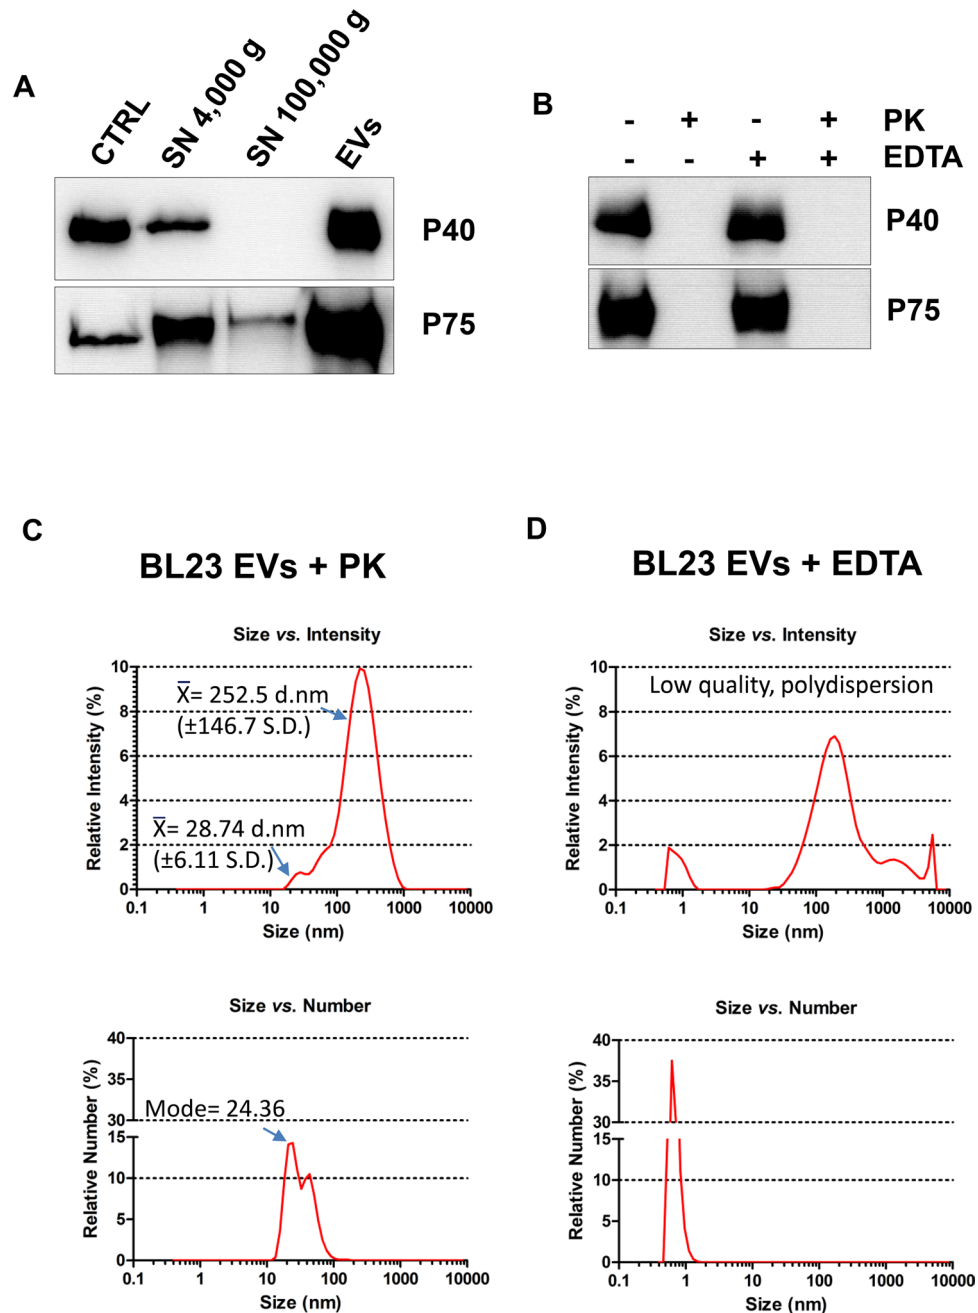 A
CTRL
SN 4,000 g
SN 100,000 g
EVs
P40
P75
B
- + - + PK
- - + + EDTA
P40
P75
C
BL23 EVs + PK
Size vs. Intensity
Relative Intensity (%)
10
8
6
4
2
0
X̅= 252.5 d.nm
(±146.7 S.D.)
X̅= 28.74 d.nm
(±6.11 S.D.)
0.1 1 10 100 1000 10000
Size (nm)
Size vs. Number
Relative Number (%)
40
35
30
15
10
5
0
Mode= 24.36
0.1 1 10 100 1000 10000
Size (nm)
D
BL23 EVs + EDTA
Size vs. Intensity
Relative Intensity (%)
10
8
6
4
2
0
Low quality, polydispersion
0.1 1 10 100 1000 10000
Size (nm)
Size vs. Number
Relative Number (%)
40
35
30
15
10
5
0
0.1 1 10 100 1000 10000
Size (nm)